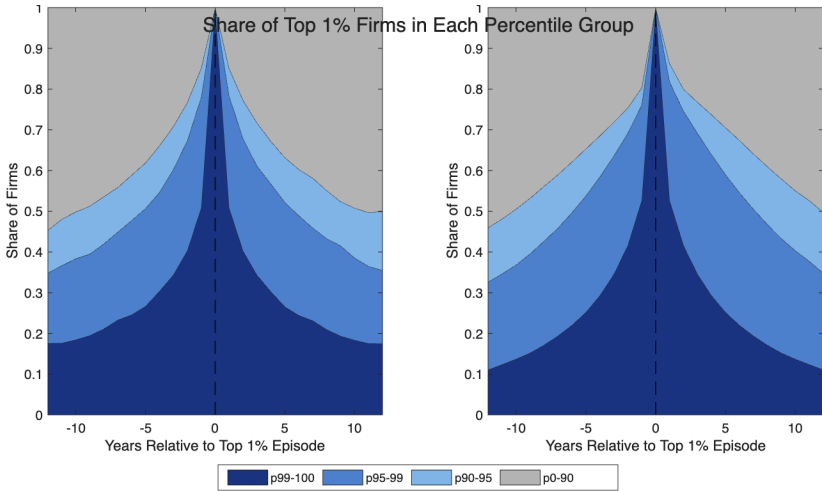 Share of Top 1% Firms in Each Percentile Group
1
0.9
0.8
0.7
0.6
0.5
0.4
0.3
0.2
0.1
0
Share of Firms
-10 -5 0 5 10
Years Relative to Top 1% Episode
1
0.9
0.8
0.7
0.6
0.5
0.4
0.3
0.2
0.1
0
Share of Firms
-10 -5 0 5 10
Years Relative to Top 1% Episode
p99-100 p95-99 p90-95 p0-90